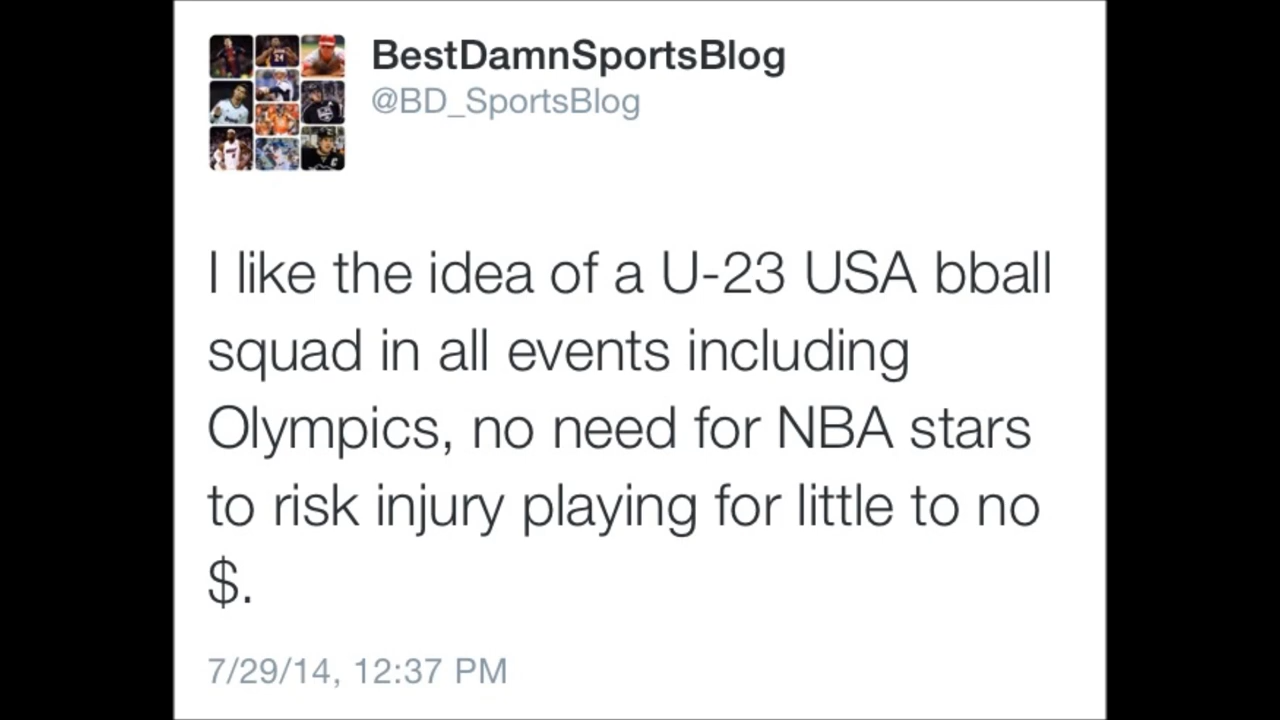 BestDamnSportsBlog
@BD_SportsBlog
I like the idea of a U-23 USA bball
squad in all events including
Olympics, no need for NBA stars
to risk injury playing for little to no
$.
7/29/14, 12:37 PM